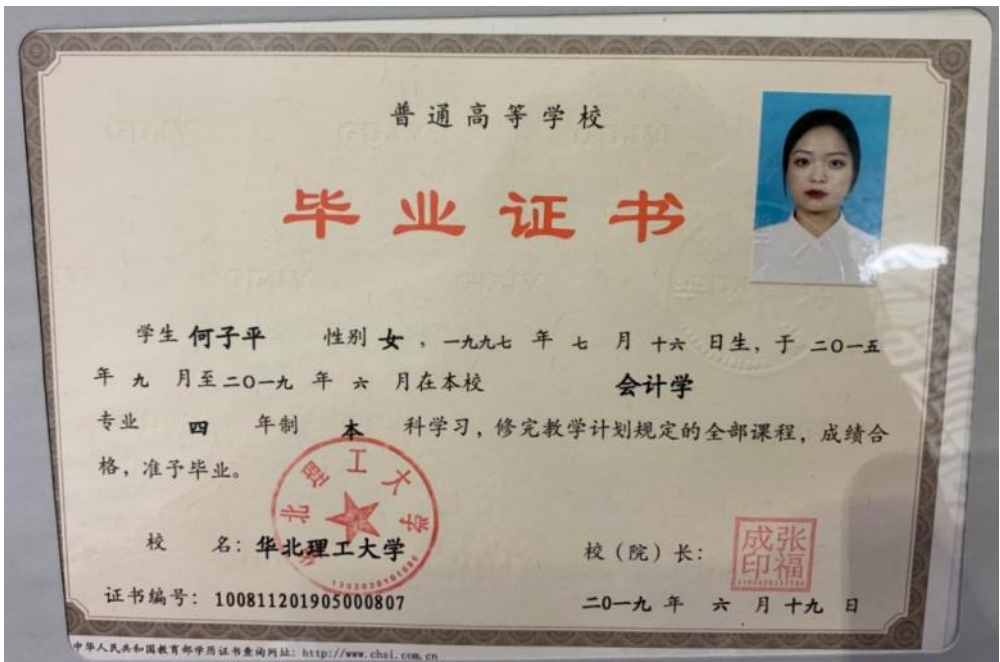 普通高等学校
毕业证书
学生 何子平 性别 女 , 一九九七 年 七 月 十六 日生, 于 二〇一五
年 九 月至 二〇一九 年 六 月在本校 会计学
专业 四 年制 本 科学习, 修完教学计划规定的全部课程, 成绩合
格, 准予毕业。
华北理工大学
校 名: 华北理工大学
校（院）长:
张福成印
证书编号: 100811201905000807
二〇一九 年 六 月 十九 日
中华人民共和国教育部学历证书查询网址: http://www.chsi.com.cn